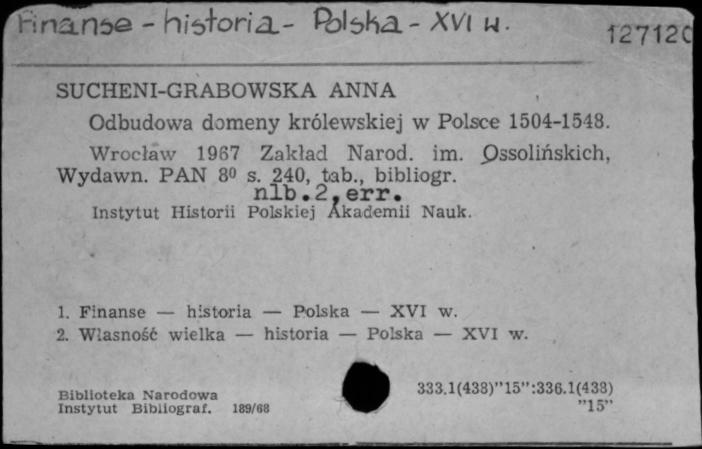 Finanse - historia - Polska - XVI w.
127120
SUCHENI-GRABOWSKA ANNA
Odbudowa domeny królewskiej w Polsce 1504-1548.
Wrocław 1967 Zakład Narod. im. Ossolińskich,
Wydawn. PAN 8⁰ s. 240, tab., bibliogr.
nlb.2,err.
Instytut Historii Polskiej Akademii Nauk.
1. Finanse — historia — Polska — XVI w.
2. Własność wielka — historia — Polska — XVI w.
Biblioteka Narodowa
Instytut Bibliograf. 189/68
333.1(438)"15":336.1(438)
"15"